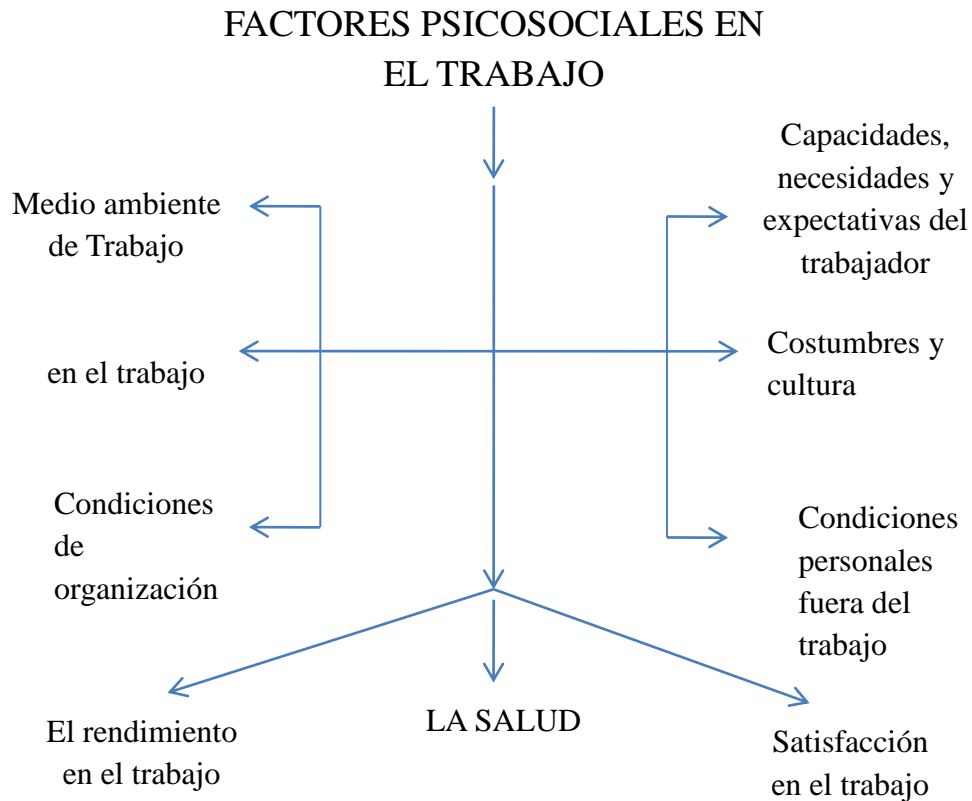 FACTORES PSICOSOCIALES EN
EL TRABAJO
Medio ambiente
de Trabajo
en el trabajo
Condiciones
de
organización
Capacidades,
necesidades y
expectativas del
trabajador
Costumbres y
cultura
Condiciones
personales
fuera del
trabajo
El rendimiento
en el trabajo
LA SALUD
Satisfacción
en el trabajo